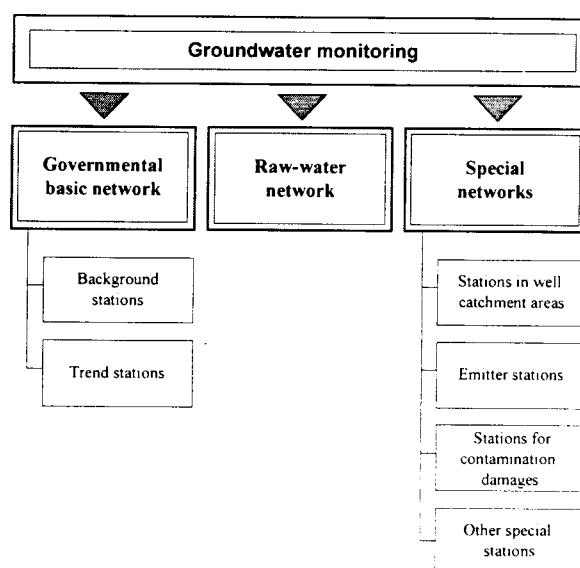 Groundwater monitoring
Governmental
basic network
Raw-water
network
Special
networks
Background
stations
Trend stations
Stations in well
catchment areas
Emitter stations
Stations for
contamination
damages
Other special
stations